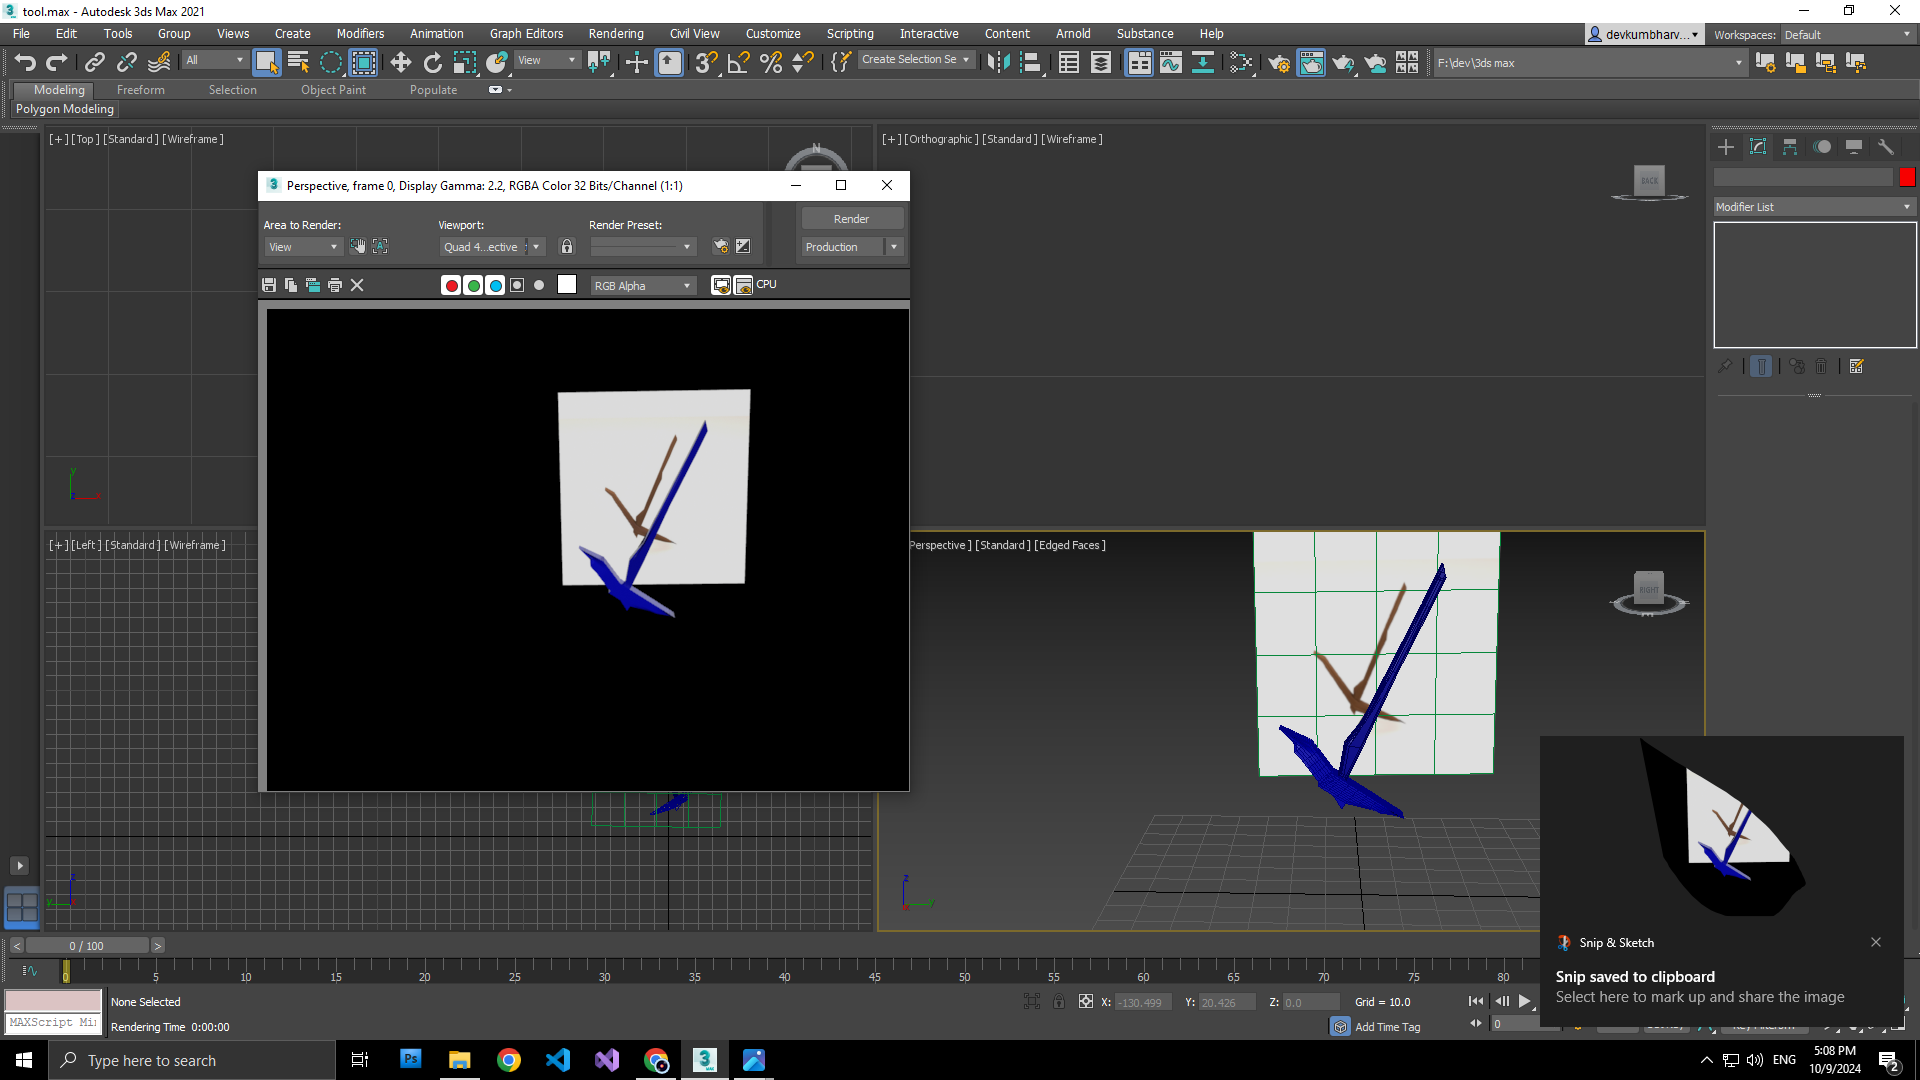 tool.max - Autodesk 3ds Max 2021
File Edit Tools Group Views Create Modifiers Animation Graph Editors Rendering Civil View Customize Scripting Interactive Content Arnold Substance Help
devkumbharv... Workspaces: Default
All View Create Selection Se F:\dev\3ds max
Modeling Freeform Selection Object Paint Populate
Polygon Modeling
[+] [Top ] [Standard ] [Wireframe ]
[+] [Orthographic ] [Standard ] [Wireframe ]
N
BACK
Modifier List
Perspective, frame 0, Display Gamma: 2.2, RGBA Color 32 Bits/Channel (1:1)
Area to Render: Viewport: Render Preset: Render
View Quad 4...ective Production
RGB Alpha CPU
y
z
[+] [Left ] [Standard ] [Wireframe ]
Perspective ] [Standard ] [Edged Faces ]
RIGHT
z
y
z
y
0 / 100
0 5 10 15 20 25 30 35 40 45 50 55 60 65 70 75 80
None Selected
X: -130.499 Y: 20.426 Z: 0.0 Grid = 10.0
MAXScript Mi
Rendering Time 0:00:00
Add Time Tag
0
Snip & Sketch
Snip saved to clipboard
Select here to mark up and share the image
Type here to search
Ps
3
MAX
ENG
5:08 PM
10/9/2024
2